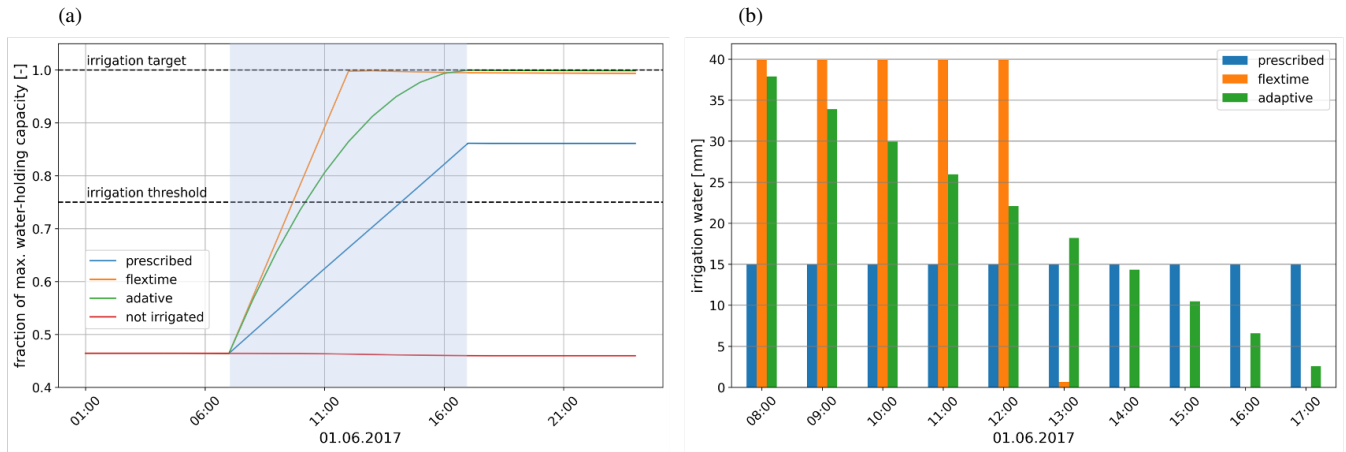 (a)
(b)
irrigation target
irrigation threshold
fraction of max. water-holding capacity [-]
1.0
0.9
0.8
0.7
0.6
0.5
0.4
prescribed
flextime
adative
not irrigated
01:00
06:00
11:00
16:00
21:00
01.06.2017
irrigation water [mm]
40
35
30
25
20
15
10
5
0
prescribed
flextime
adaptive
08:00
09:00
10:00
11:00
12:00
13:00
14:00
15:00
16:00
17:00
01.06.2017